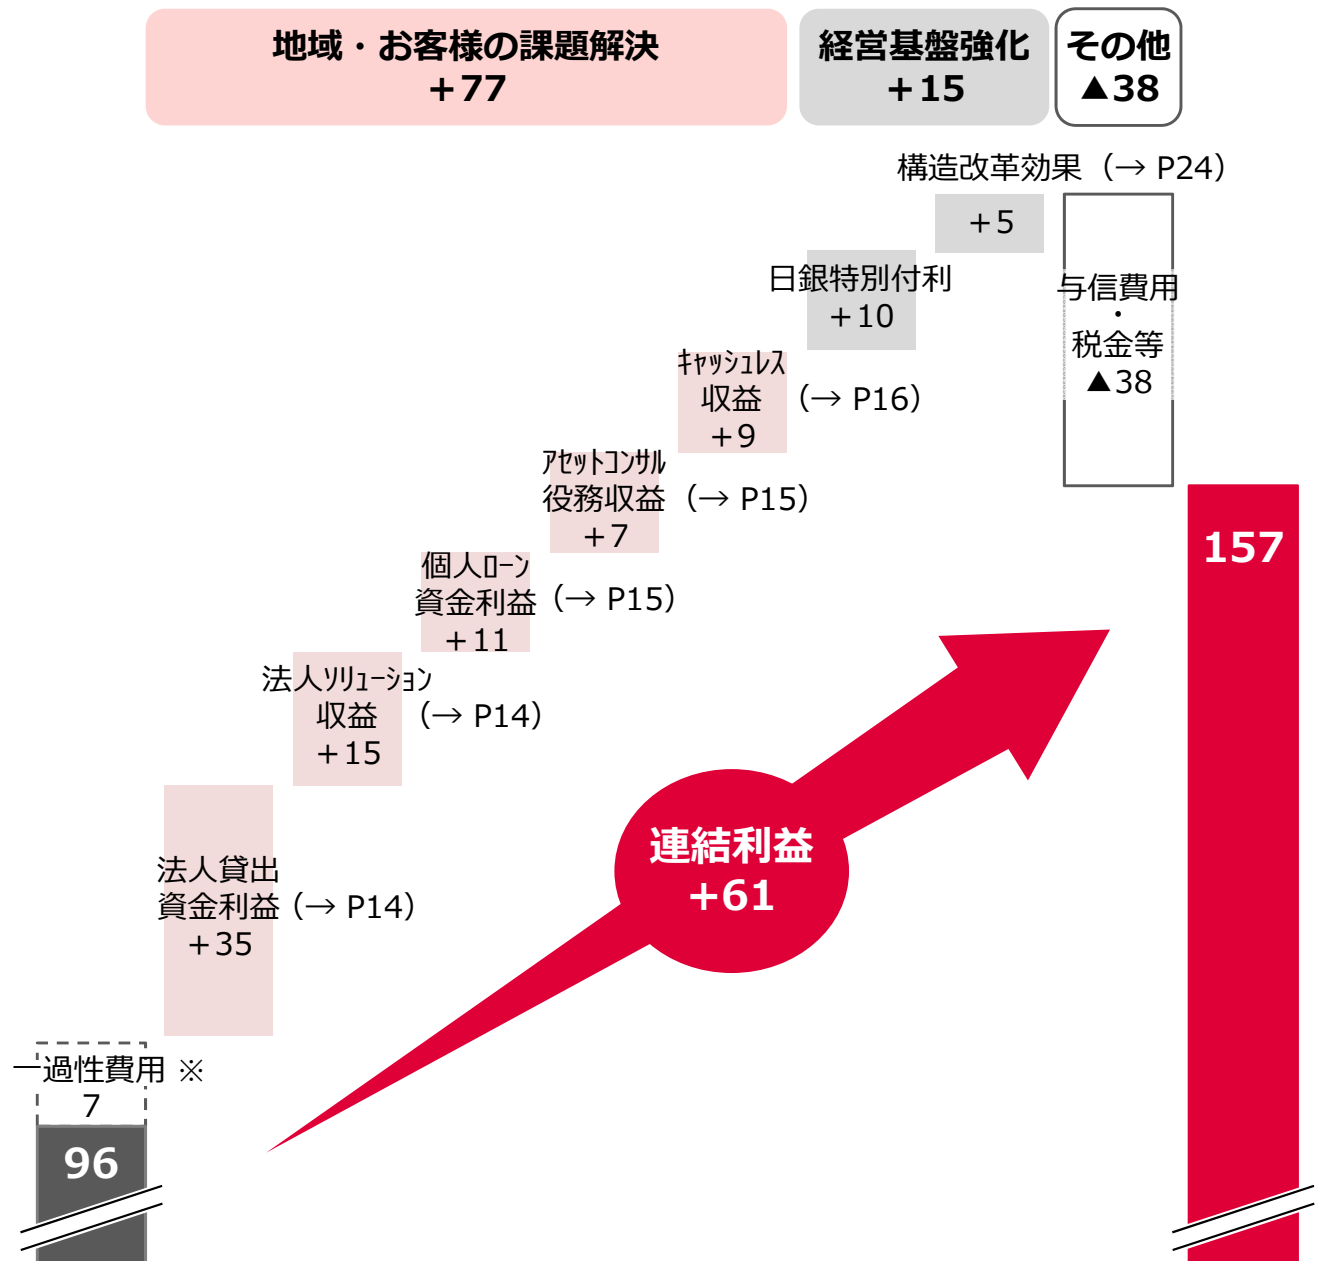 地域・お客様の課題解決
+77
経営基盤強化
+15
その他
▲38
構造改革効果（→ P24）
+5
日銀特別付利
+10
与信費用
・
税金等
▲38
ｷｬｯｼｭﾚｽ
収益
+9
（→ P16）
ｱｾｯﾄｺﾝｻﾙ
役務収益
+7
（→ P15）
個人ﾛｰﾝ
資金利益
+11
（→ P15）
法人ｿﾘｭｰｼｮﾝ
収益
+15
（→ P14）
法人貸出
資金利益
+35
（→ P14）
一過性費用 ※
7
96
連結利益
+61
157